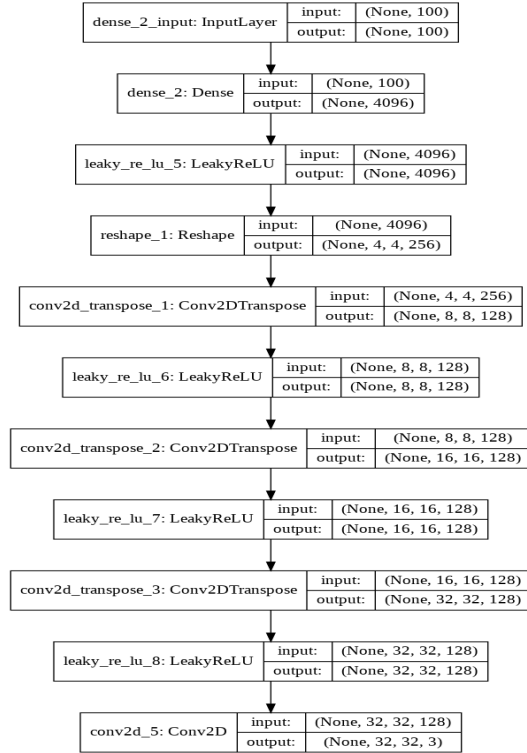 dense_2_input: InputLayer input: (None, 100)
output: (None, 100)
dense_2: Dense input: (None, 100)
output: (None, 4096)
leaky_re_lu_5: LeakyReLU input: (None, 4096)
output: (None, 4096)
reshape_1: Reshape input: (None, 4096)
output: (None, 4, 4, 256)
conv2d_transpose_1: Conv2DTranspose input: (None, 4, 4, 256)
output: (None, 8, 8, 128)
leaky_re_lu_6: LeakyReLU input: (None, 8, 8, 128)
output: (None, 8, 8, 128)
conv2d_transpose_2: Conv2DTranspose input: (None, 8, 8, 128)
output: (None, 16, 16, 128)
leaky_re_lu_7: LeakyReLU input: (None, 16, 16, 128)
output: (None, 16, 16, 128)
conv2d_transpose_3: Conv2DTranspose input: (None, 16, 16, 128)
output: (None, 32, 32, 128)
leaky_re_lu_8: LeakyReLU input: (None, 32, 32, 128)
output: (None, 32, 32, 128)
conv2d_5: Conv2D input: (None, 32, 32, 128)
output: (None, 32, 32, 3)